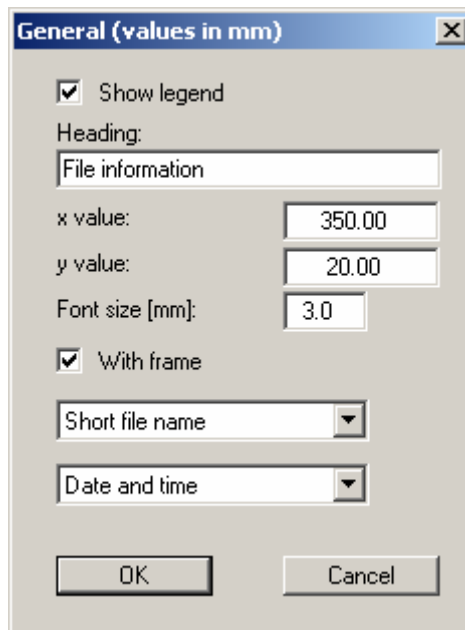 General (values in mm)
Show legend
Heading:
File information
x value: 350.00
y value: 20.00
Font size [mm]: 3.0
With frame
Short file name
Date and time
OK Cancel